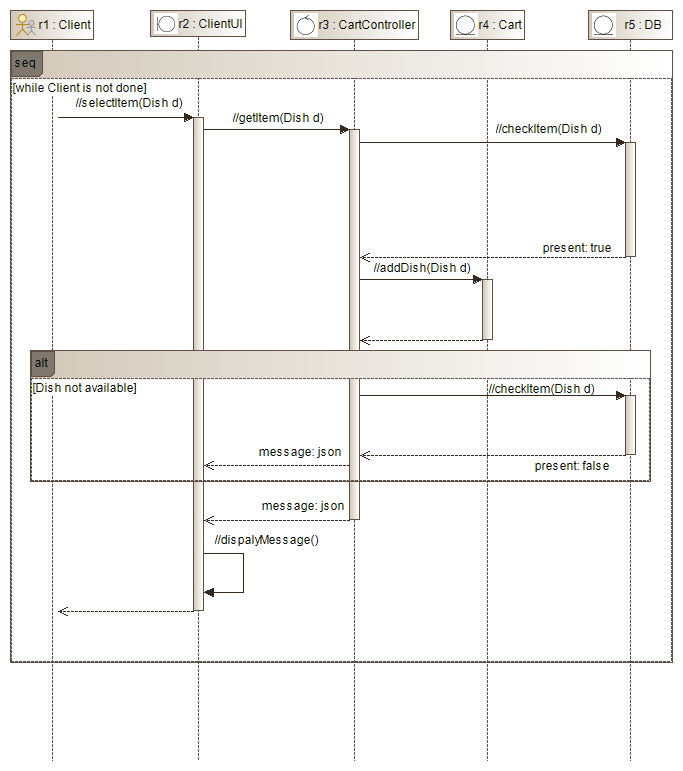 r1 : Client
r2 : ClientUI
r3 : CartController
r4 : Cart
r5 : DB
seq
[while Client is not done]
//selectItem(Dish d)
//getItem(Dish d)
//checkItem(Dish d)
present: true
//addDish(Dish d)
alt
[Dish not available]
//checkItem(Dish d)
message: json
present: false
message: json
//dispalyMessage()